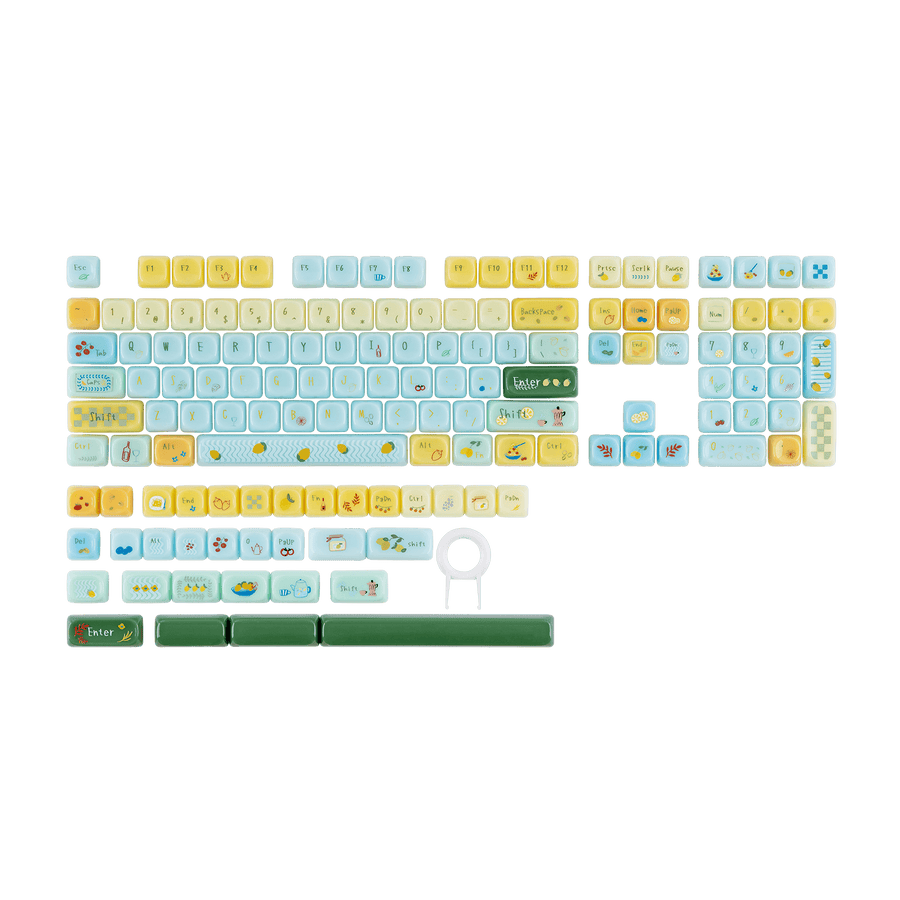 Esc F1 F2 F3 F4 F5 F6 F7 F8 F9 F10 F11 F12 Prtsc Scrlk Pause
~ 1 ! 2 @ 3 # 4 $ 5 % 6 ^ 7 & 8 * 9 ( 0 ) - = + Backspace Ins Home PgUP Num / * -
Tab Q W E R T Y U I O P [ { ] } \ | Del End PgDn 7 8 9
Caps A S D F G H J K L Enter 4 5 6
Shift Z X C V B N M < > Shift 1 2 3
Ctrl Alt Alt Fn Ctrl 0
End Fn PgDn Ctrl PgDn
Del Alt 0 PgUP shift
Shift
Enter